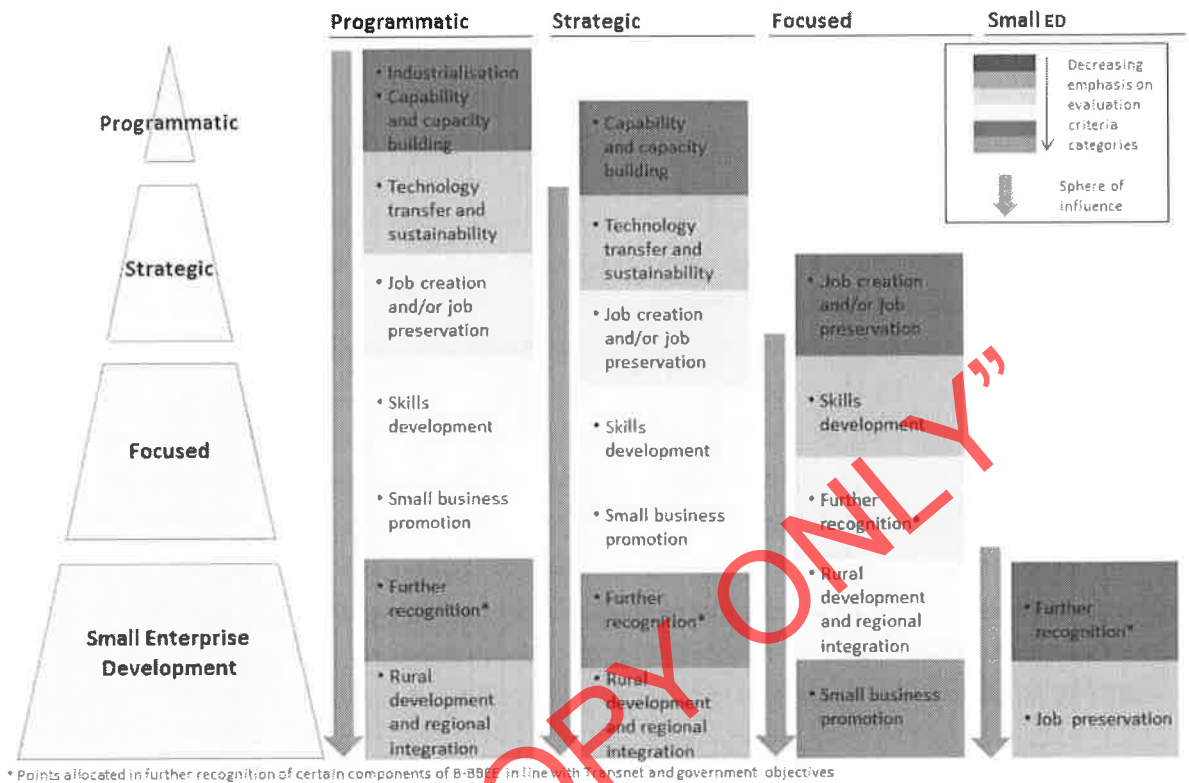 Programmatic
Strategic
Focused
Small ED
Programmatic
Strategic
Focused
Small Enterprise
Development
• Industrialisation
• Capability
and capacity
building
• Technology
transfer and
sustainability
• Job creation
and/or job
preservation
• Skills
development
• Small business
promotion
• Further
recognition*
• Rural
development
and regional
integration
• Capability
and capacity
building
• Technology
transfer and
sustainability
• Job creation
and/or job
preservation
• Skills
development
• Small business
promotion
• Further
recognition*
• Rural
development
and regional
integration
• Job creation
and/or job
preservation
• Skills
development
• Further
recognition*
• Rural
development
and regional
integration
• Small business
promotion
• Further
recognition*
• Job preservation
Decreasing
emphasis on
evaluation
criteria
categories
Sphere of
influence
OPY ONLY”
* Points allocated in further recognition of certain components of B-BBEE in line with Transnet and government objectives